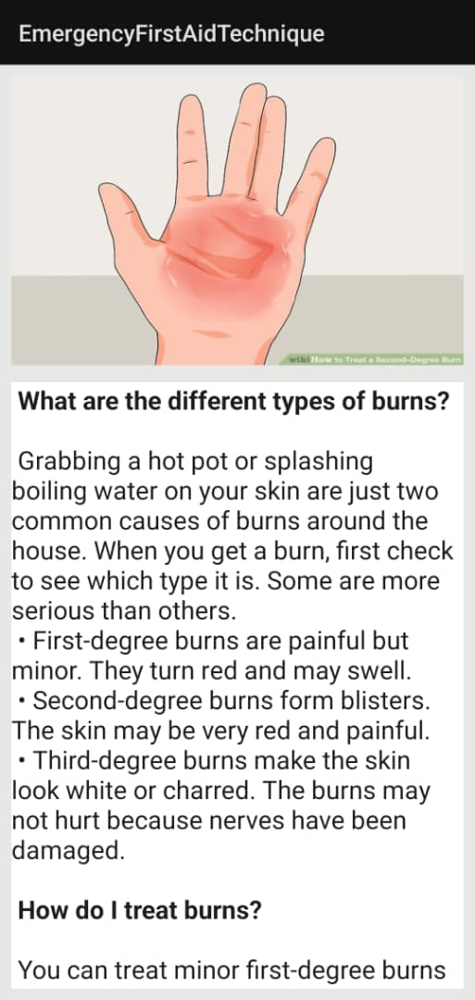 EmergencyFirstAidTechnique
wikiHow to Treat a Second-Degree Burn
What are the different types of burns?
Grabbing a hot pot or splashing
boiling water on your skin are just two
common causes of burns around the
house. When you get a burn, first check
to see which type it is. Some are more
serious than others.
• First-degree burns are painful but
minor. They turn red and may swell.
• Second-degree burns form blisters.
The skin may be very red and painful.
• Third-degree burns make the skin
look white or charred. The burns may
not hurt because nerves have been
damaged.
How do I treat burns?
You can treat minor first-degree burns